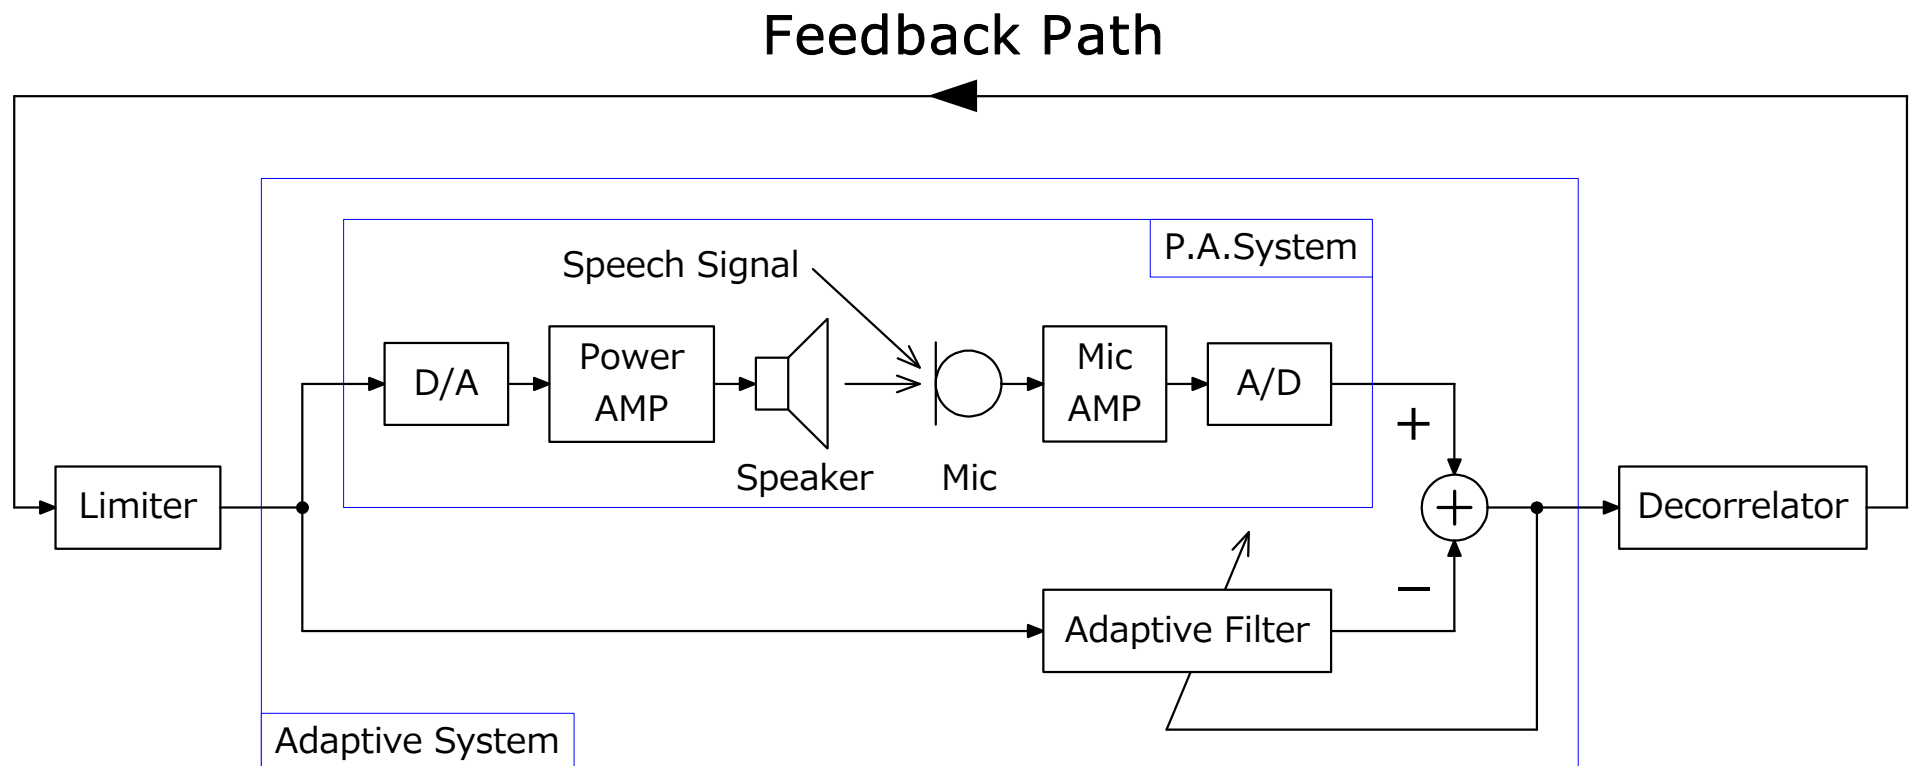 Feedback Path
P.A.System
Speech Signal
D/A
Power
AMP
Mic
AMP
A/D
+
Speaker
Mic
Limiter
+
Decorrelator
−
Adaptive Filter
Adaptive System